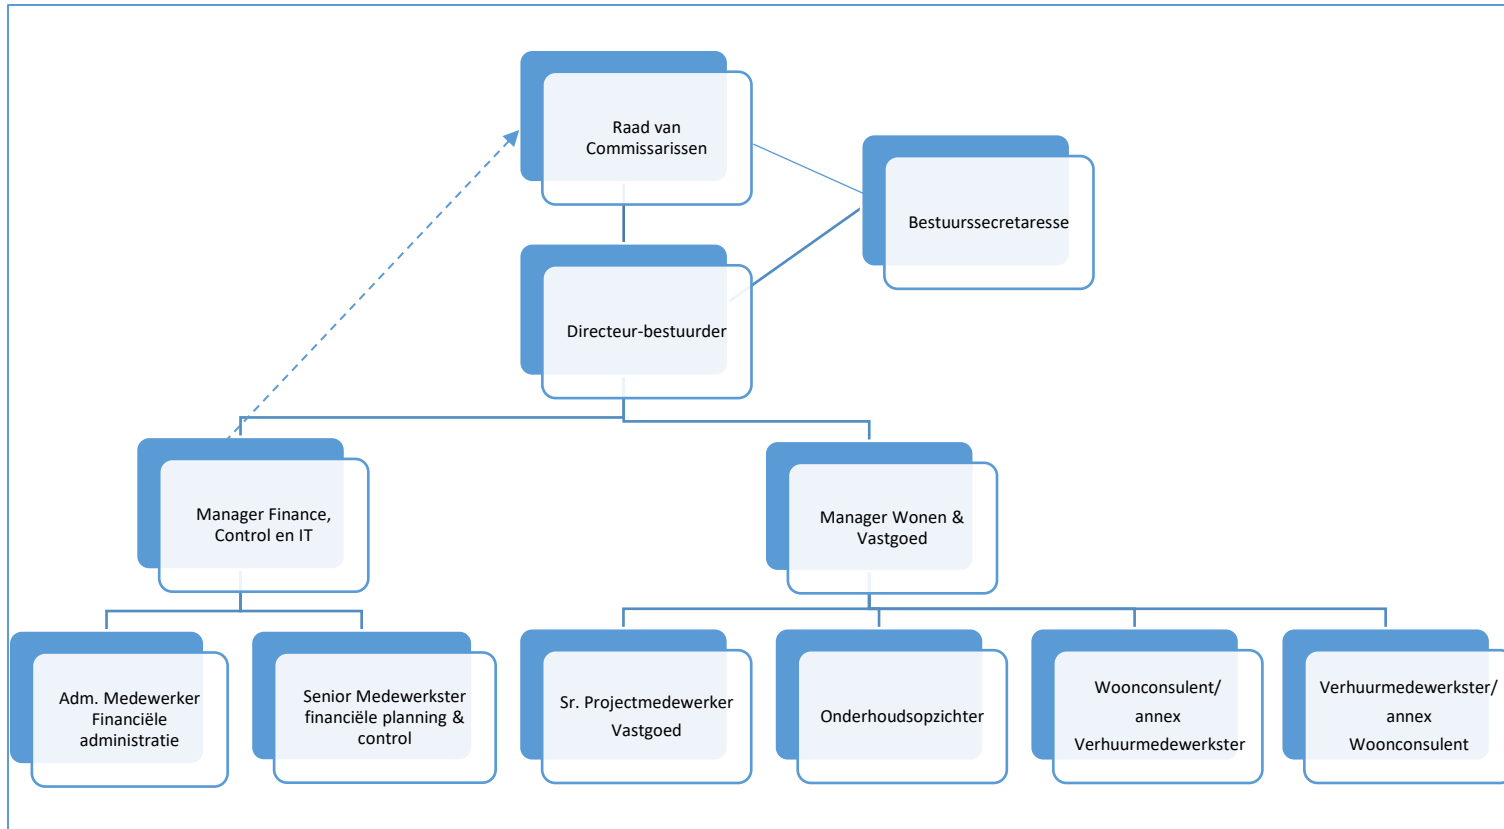 Raad van
Commissarissen
Bestuurssecretaresse
Directeur-bestuurder
Manager Finance,
Control en IT
Manager Wonen &
Vastgoed
Adm. Medewerker
Financiële
administratie
Senior Medewerkster
financiële planning &
control
Sr. Projectmedewerker
Vastgoed
Onderhoudsopzichter
Woonconsulent/
annex
Verhuurmedewerkster
Verhuurmedewerkster/
annex
Woonconsulent